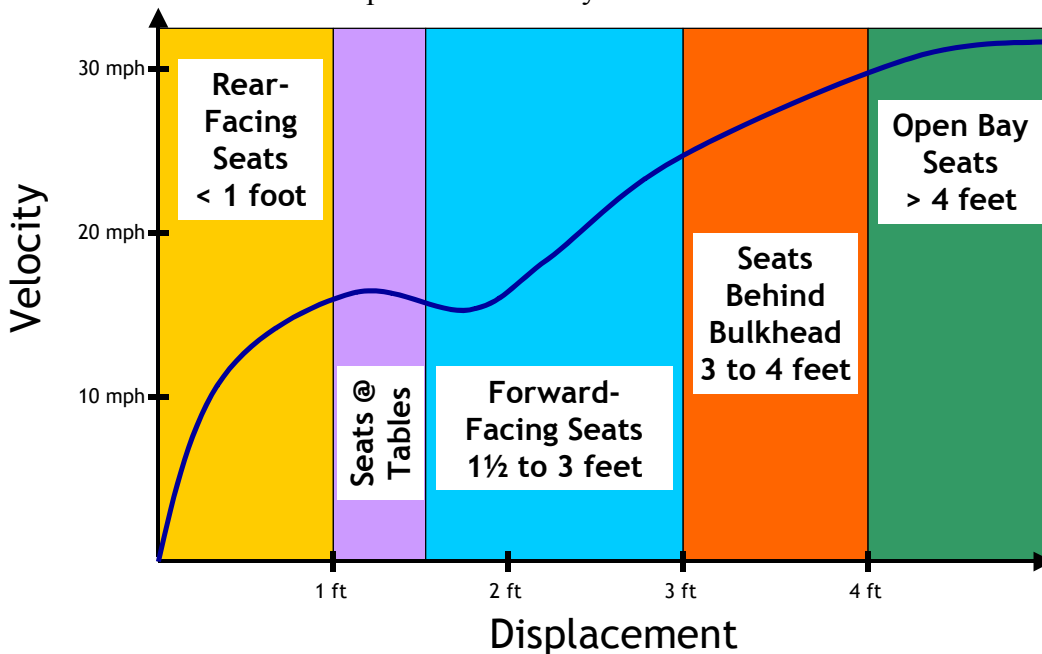 Velocity
30 mph
20 mph
10 mph
Rear-
Facing
Seats
< 1 foot
Seats @
Tables
Forward-
Facing Seats
1½ to 3 feet
Seats
Behind
Bulkhead
3 to 4 feet
Open Bay
Seats
> 4 feet
1 ft
2 ft
3 ft
4 ft
Displacement